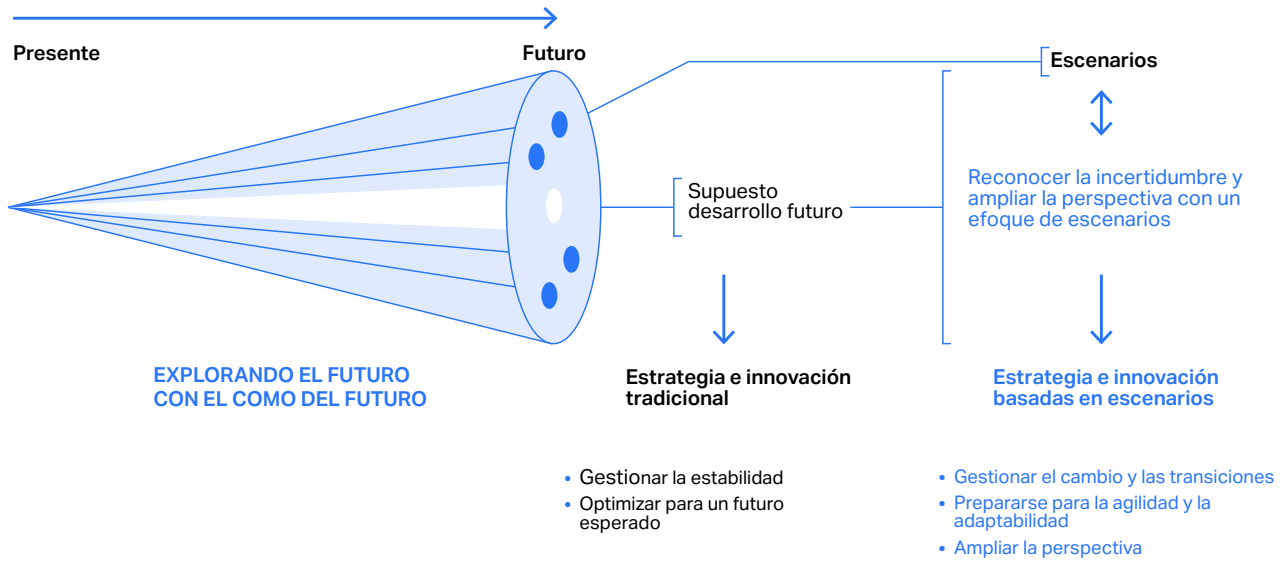 Presente
Futuro
Escenarios
Supuesto
desarrollo futuro
Reconocer la incertidumbre y
ampliar la perspectiva con un
efoque de escenarios
EXPLORANDO EL FUTURO
CON EL COMO DEL FUTURO
Estrategia e innovación
tradicional
Estrategia e innovación
basadas en escenarios
• Gestionar la estabilidad
• Optimizar para un futuro
esperado
• Gestionar el cambio y las transiciones
• Prepararse para la agilidad y la
adaptabilidad
• Ampliar la perspectiva